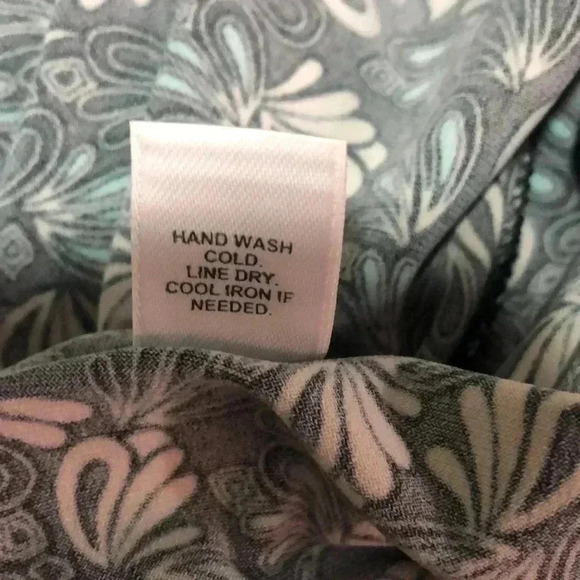 HAND WASH
COLD.
LINE DRY.
COOL IRON IF
NEEDED.